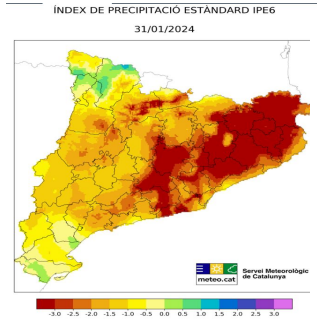 ÍNDEX DE PRECIPITACIÓ ESTÀNDARD IPE6
31/01/2024
meteo.cat
Servei Meteorològic
de Catalunya
-3.0 -2.5 -2.0 -1.5 -1.0 -0.5 0.0 0.5 1.0 1.5 2.0 2.5 3.0